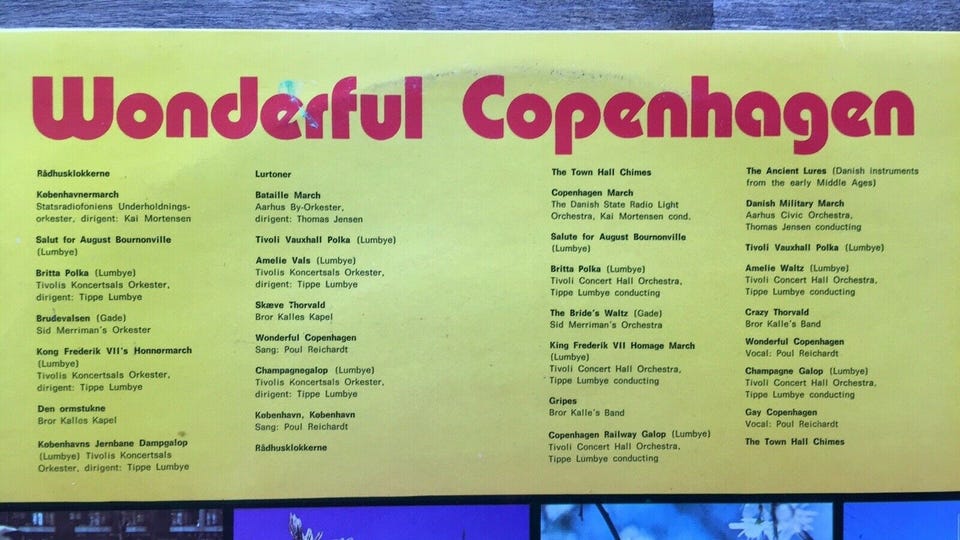 Wonderful Copenhagen
Rådhusklokkerne
Københavnermarch
Statsradiofoniens Underholdnings-
orkester, dirigent: Kai Mortensen
Salut for August Bournonville
(Lumbye)
Britta Polka (Lumbye)
Tivolis Koncertsals Orkester,
dirigent: Tippe Lumbye
Brudevalsen (Gade)
Sid Merriman's Orkester
Kong Frederik VII's Honnormarch
(Lumbye)
Tivolis Koncertsals Orkester,
dirigent: Tippe Lumbye
Den ormstukne
Bror Kalles Kapel
Københavns Jernbane Dampgalop
(Lumbye) Tivolis Koncertsals
Orkester, dirigent: Tippe Lumbye
Lurtoner
Bataille March
Aarhus By-Orkester,
dirigent: Thomas Jensen
Tivoli Vauxhall Polka (Lumbye)
Amelie Vals (Lumbye)
Tivolis Koncertsals Orkester,
dirigent: Tippe Lumbye
Skæve Thorvald
Bror Kalles Kapel
Wonderful Copenhagen
Sang: Poul Reichardt
Champagnegalop (Lumbye)
Tivolis Koncertsals Orkester,
dirigent: Tippe Lumbye
København, København
Sang: Poul Reichardt
Rådhusklokkerne
The Town Hall Chimes
Copenhagen March
The Danish State Radio Light
Orchestra, Kai Mortensen cond.
Salute for August Bournonville
(Lumbye)
Britta Polka (Lumbye)
Tivoli Concert Hall Orchestra,
Tippe Lumbye conducting
The Bride's Waltz (Gade)
Sid Merriman's Orchestra
King Frederik VII Homage March
(Lumbye)
Tivoli Concert Hall Orchestra,
Tippe Lumbye conducting
Gripes
Bror Kalle's Band
Copenhagen Railway Galop (Lumbye)
Tivoli Concert Hall Orchestra,
Tippe Lumbye conducting
The Ancient Lures (Danish instruments
from the early Middle Ages)
Danish Military March
Aarhus Civic Orchestra,
Thomas Jensen conducting
Tivoli Vauxhall Polka (Lumbye)
Amelie Waltz (Lumbye)
Tivoli Concert Hall Orchestra,
Tippe Lumbye conducting
Crazy Thorvald
Bror Kalle's Band
Wonderful Copenhagen
Vocal: Poul Reichardt
Champagne Galop (Lumbye)
Tivoli Concert Hall Orchestra,
Tippe Lumbye conducting
Gay Copenhagen
Vocal: Poul Reichardt
The Town Hall Chimes